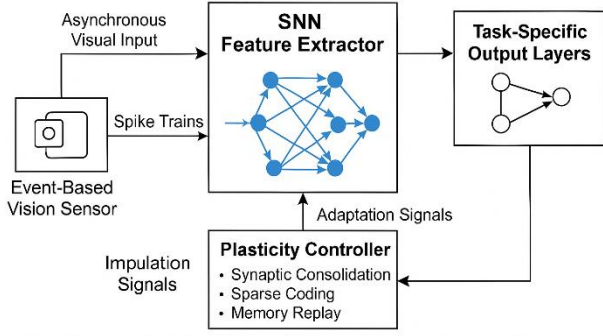 Asynchronous
Visual Input
Spike Trains
Event-Based
Vision Sensor
SNN
Feature Extractor
Task-Specific
Output Layers
Adaptation Signals
Impulation
Signals
Plasticity Controller
• Synaptic Consolidation
• Sparse Coding
• Memory Replay